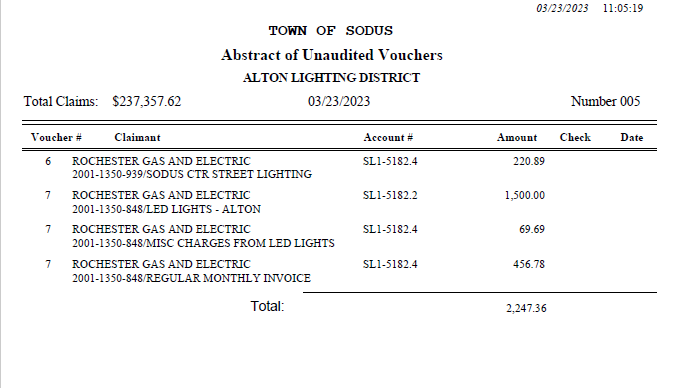 03/23/2023 11:05:19
TOWN OF SODUS
Abstract of Unaudited Vouchers
ALTON LIGHTING DISTRICT
Total Claims: $237,357.62 03/23/2023 Number 005
Voucher # Claimant Account # Amount Check Date
6 ROCHESTER GAS AND ELECTRIC SL1-5182.4 220.89
2001-1350-939/SODUS CTR STREET LIGHTING
7 ROCHESTER GAS AND ELECTRIC SL1-5182.2 1,500.00
2001-1350-848/LED LIGHTS - ALTON
7 ROCHESTER GAS AND ELECTRIC SL1-5182.4 69.69
2001-1350-848/MISC CHARGES FROM LED LIGHTS
7 ROCHESTER GAS AND ELECTRIC SL1-5182.4 456.78
2001-1350-848/REGULAR MONTHLY INVOICE
Total: 2,247.36